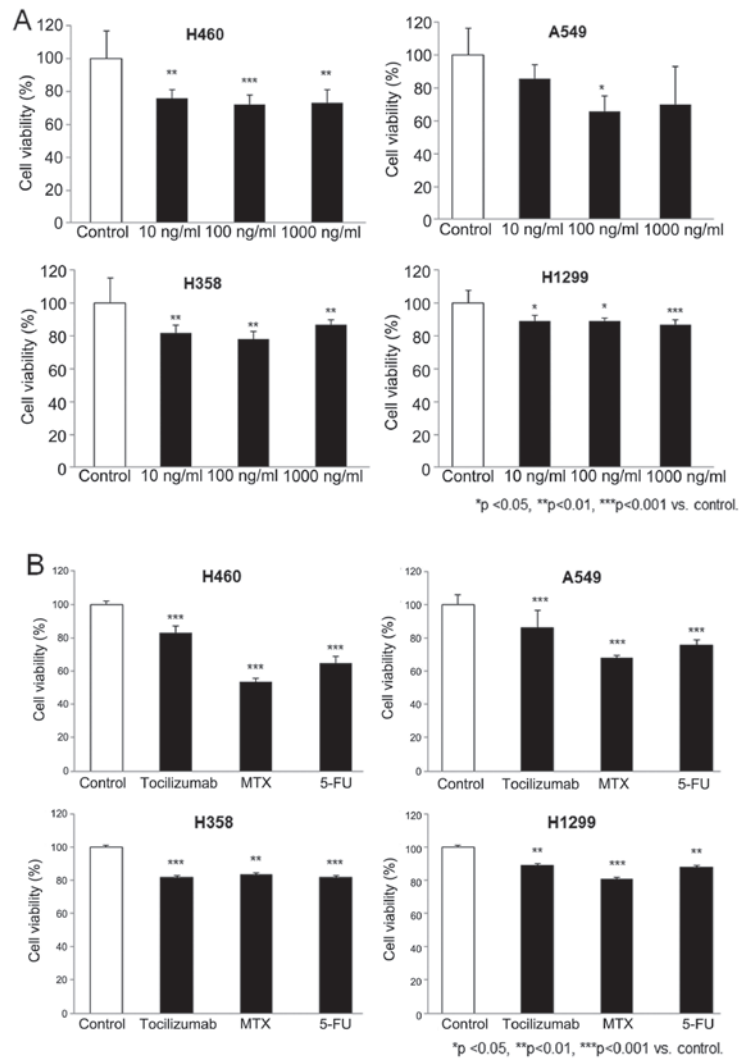 A
H460
A549
** *** **
*
Cell viability (%)
Cell viability (%)
120
100
80
60
40
20
0
120
100
80
60
40
20
0
Control 10 ng/ml 100 ng/ml 1000 ng/ml
Control 10 ng/ml 100 ng/ml 1000 ng/ml
H358
H1299
** ** **
* * ***
Cell viability (%)
Cell viability (%)
120
100
80
60
40
20
0
120
100
80
60
40
20
0
Control 10 ng/ml 100 ng/ml 1000 ng/ml
Control 10 ng/ml 100 ng/ml 1000 ng/ml
*p <0.05, **p<0.01, ***p<0.001 vs. control.
B
H460
A549
*** *** ***
*** *** ***
Cell viability (%)
Cell viability (%)
120
100
80
60
40
20
0
120
100
80
60
40
20
0
Control Tocilizumab MTX 5-FU
Control Tocilizumab MTX 5-FU
H358
H1299
*** ** ***
** *** **
Cell viability (%)
Cell viability (%)
120
100
80
60
40
20
0
120
100
80
60
40
20
0
Control Tocilizumab MTX 5-FU
Control Tocilizumab MTX 5-FU
*p <0.05, **p<0.01, ***p<0.001 vs. control.